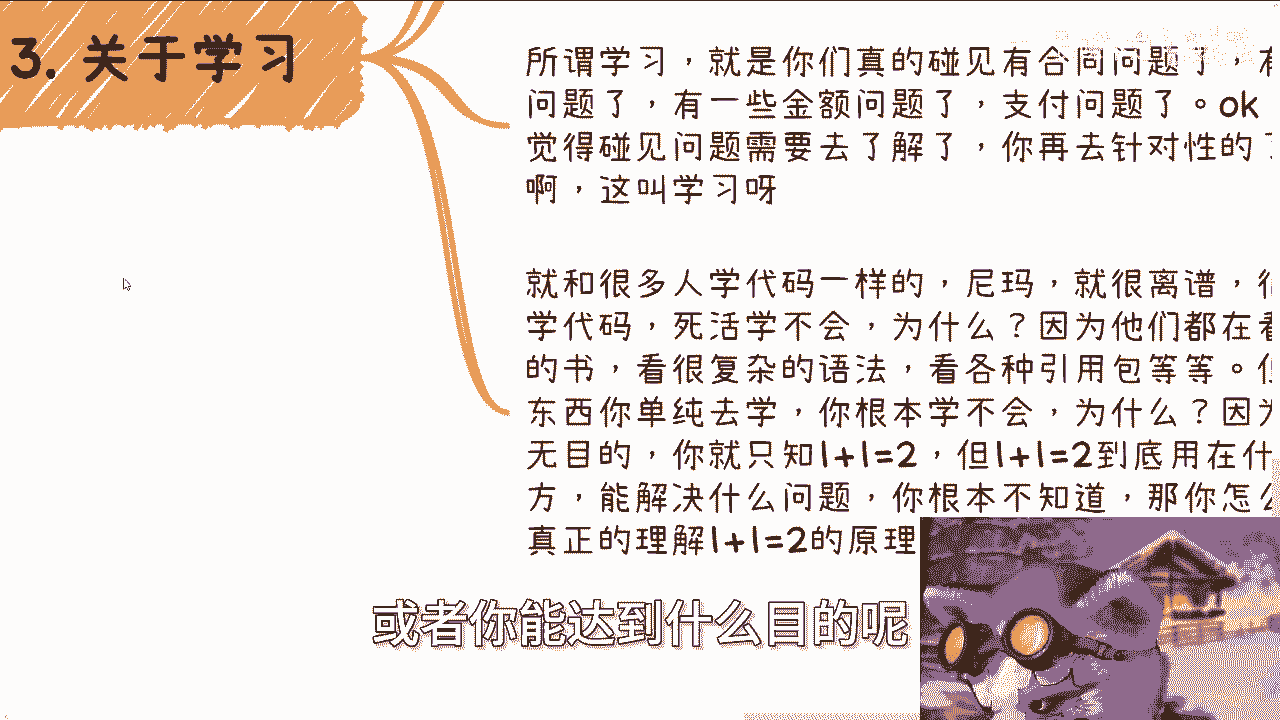 3. 关于学习
所谓学习，就是你们真的碰见有合同问题了，有
问题了，有一些金额问题了，支付问题了。ok
觉得碰见问题需要去了解了，你再去针对性的了
啊，这叫学习呀
就和很多人学代码一样的，尼玛，就很离谱，很
学代码，死活学不会，为什么？因为他们都在看
的书，看很复杂的语法，看各种引用包等等。但
东西你单纯去学，你根本学不会，为什么？因为
无目的，你就只知1+1=2，但1+1=2到底用在什
方，能解决什么问题，你根本不知道，那你怎么
真正的理解1+1=2的原理
或者你能达到什么目的呢